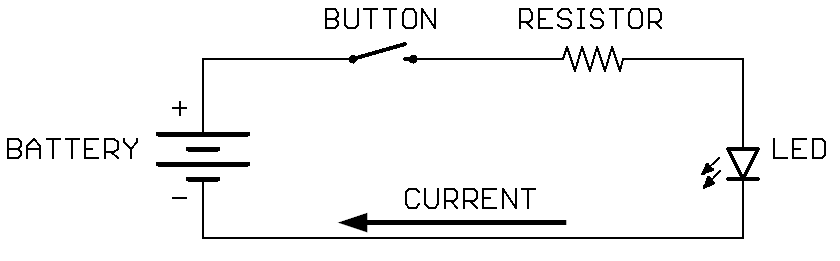 BUTTON
RESISTOR
+
BATTERY
LED
−
CURRENT